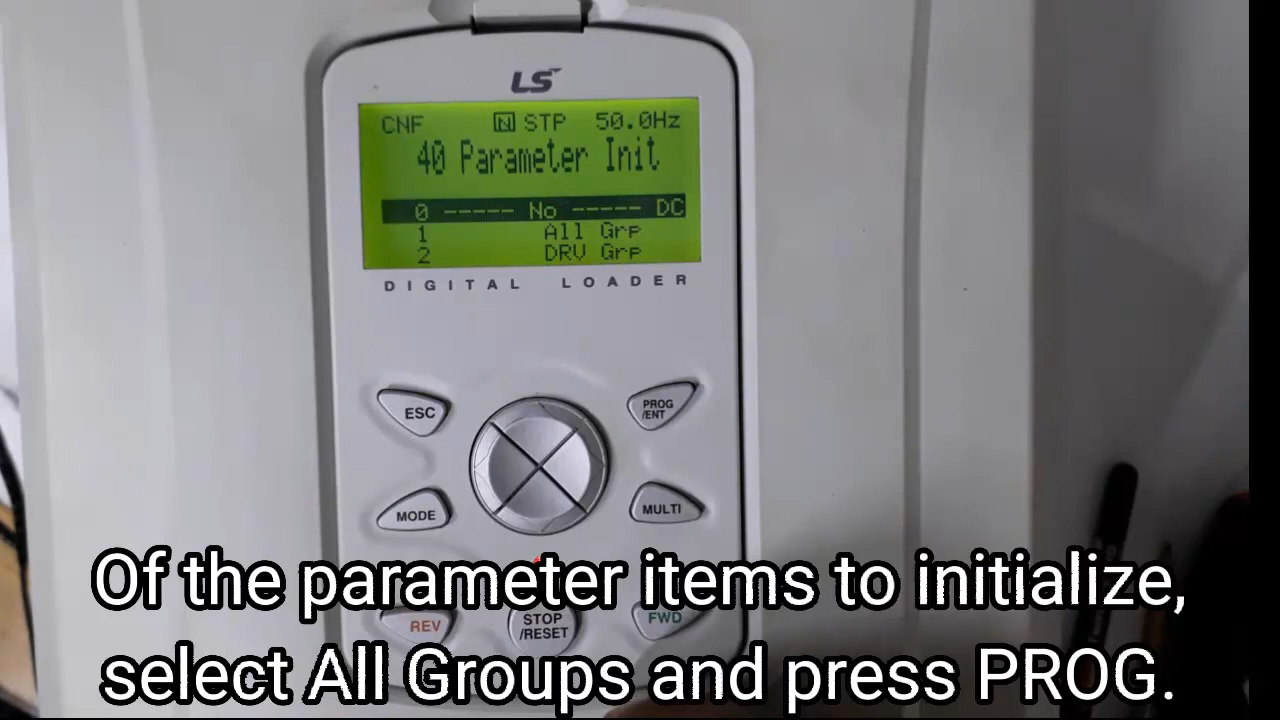 LS
CNF N STP 50.0Hz
40 Parameter Init
0 ----- No ----- DC
1 All Grp
2 DRV Grp
DIGITAL LOADER
ESC
PROG
/ENT
MODE
MULTI
REV
STOP
/RESET
FWD
Of the parameter items to initialize,
select All Groups and press PROG.